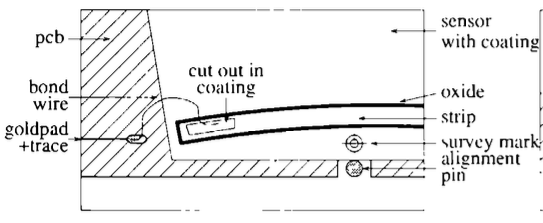 pcb
bond
wire
goldpad
+trace
cut out in
coating
sensor
with coating
oxide
strip
survey mark
alignment
pin